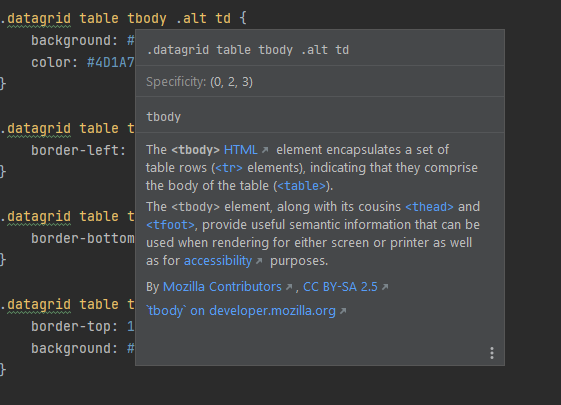 .datagrid table tbody .alt td {
background: #
color: #4D1A7
}
.datagrid table t
border-left:
}
.datagrid table t
border-bottom
}
.datagrid table t
border-top: 1
background: #
}
.datagrid table tbody .alt td
Specificity: (0, 2, 3)
tbody
The <tbody> HTML↗ element encapsulates a set of
table rows (<tr> elements), indicating that they comprise
the body of the table (<table>).
The <tbody> element, along with its cousins <thead> and
<tfoot>, provide useful semantic information that can be
used when rendering for either screen or printer as well
as for accessibility↗ purposes.
By Mozilla Contributors↗, CC BY-SA 2.5↗
`tbody` on developer.mozilla.org↗